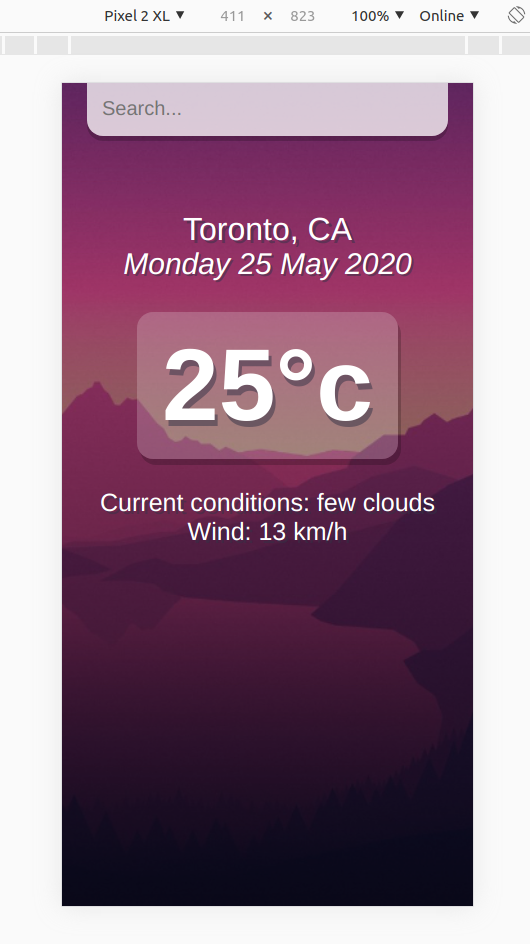 Pixel 2 XL ▼ 411 × 823 100% ▼ Online ▼
Search...
Toronto, CA
Monday 25 May 2020
25°c
Current conditions: few clouds
Wind: 13 km/h